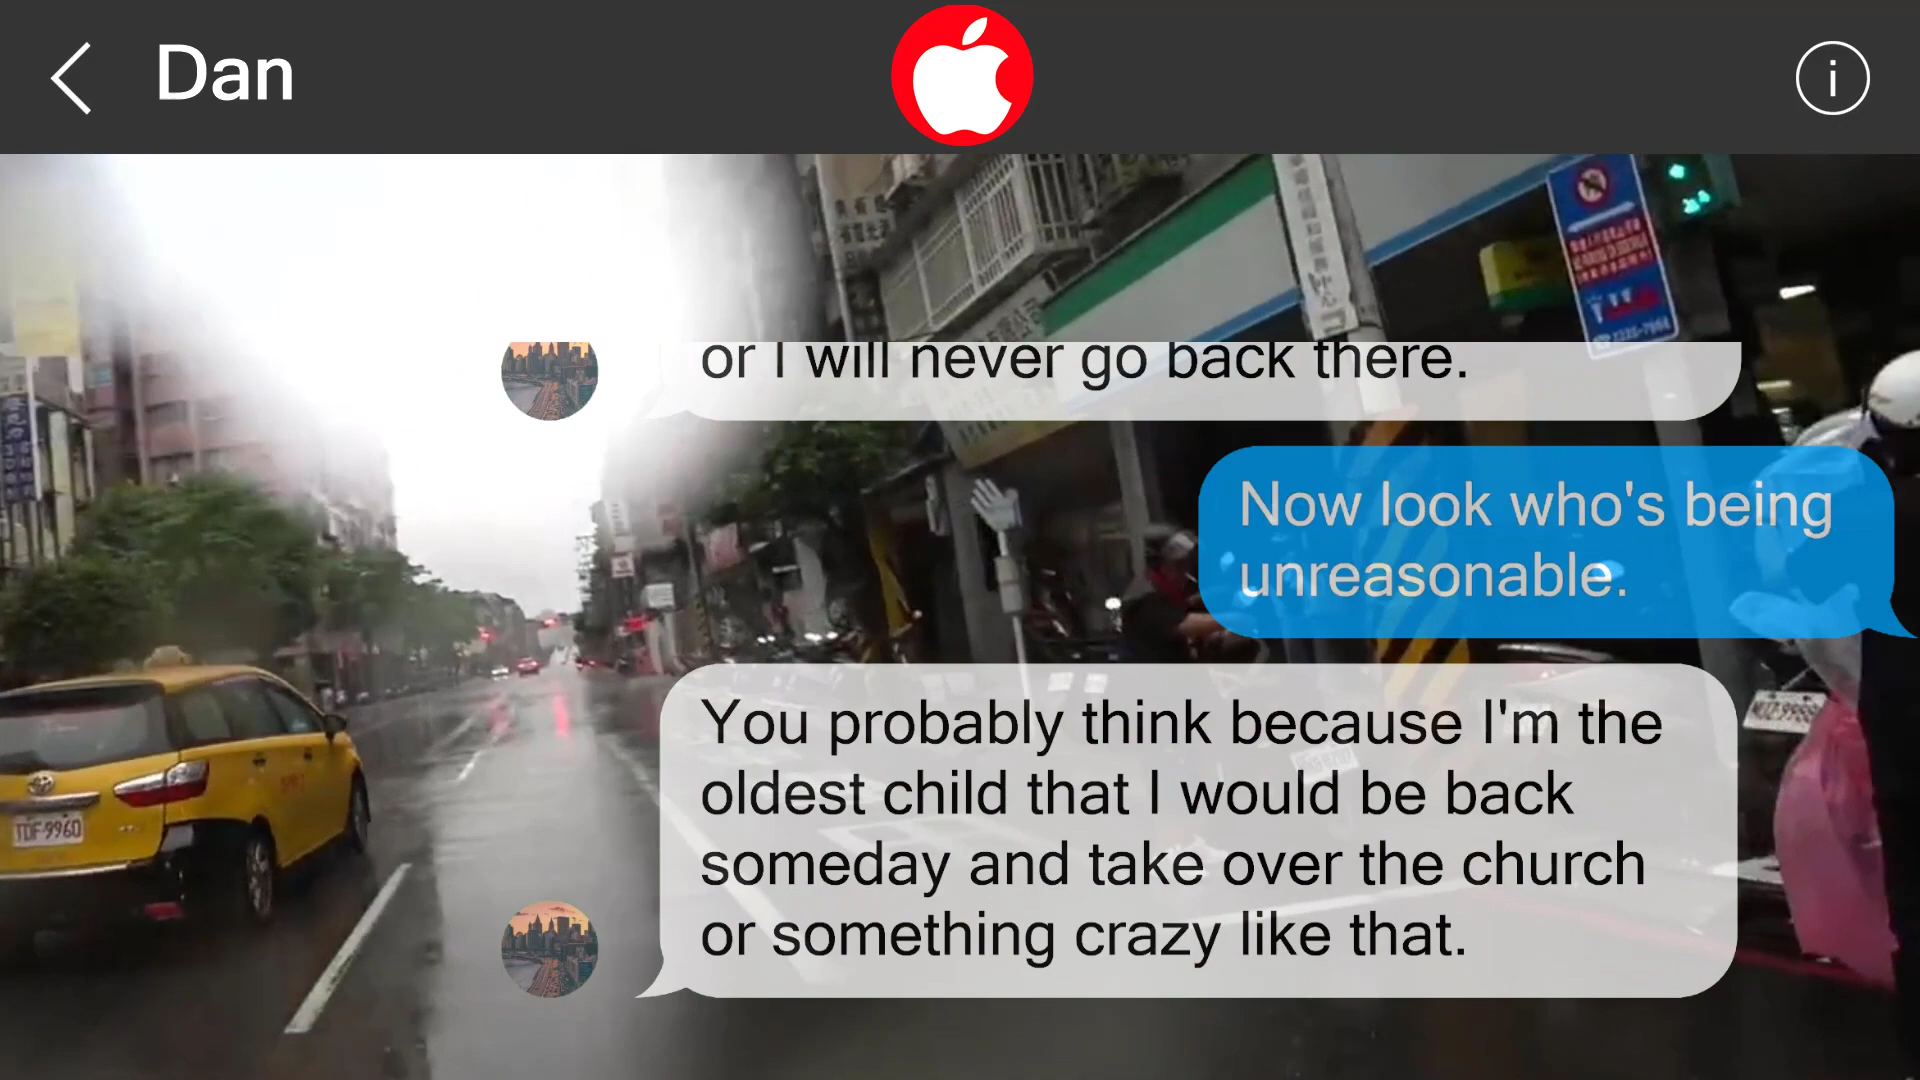 Dan
i
or I will never go back there.
Now look who's being
unreasonable.
You probably think because I'm the
oldest child that I would be back
someday and take over the church
or something crazy like that.
TDF-9960